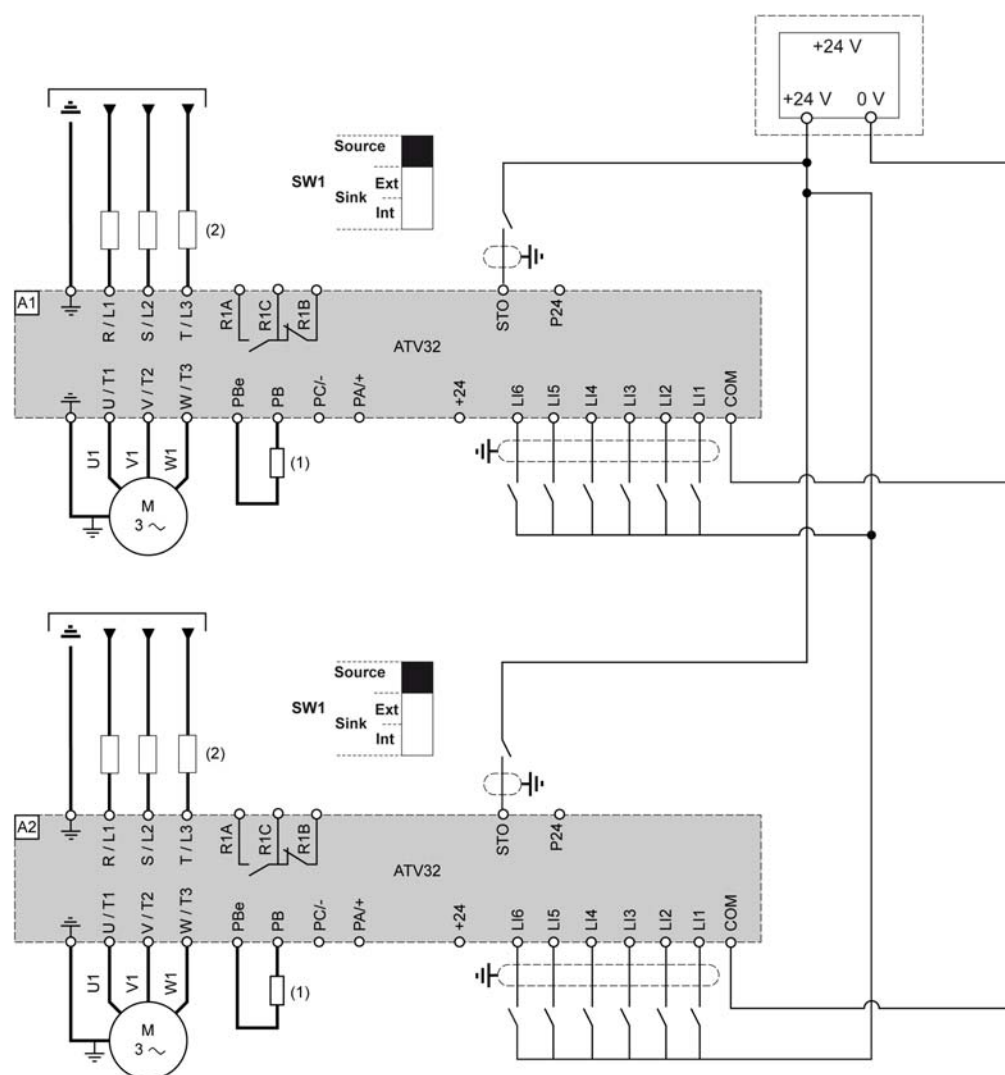 +24 V
+24 V 0 V
Source
SW1 Sink Ext
Int
(2)
A1
R / L1 S / L2 T / L3 R1A R1C R1B STO P24
ATV32
U / T1 V / T2 W / T3 PBe PB PC/- PA/+ +24 LI6 LI5 LI4 LI3 LI2 LI1 COM
U1 V1 W1
(1)
M
3 ~
Source
SW1 Sink Ext
Int
(2)
A2
R / L1 S / L2 T / L3 R1A R1C R1B STO P24
ATV32
U / T1 V / T2 W / T3 PBe PB PC/- PA/+ +24 LI6 LI5 LI4 LI3 LI2 LI1 COM
U1 V1 W1
(1)
M
3 ~